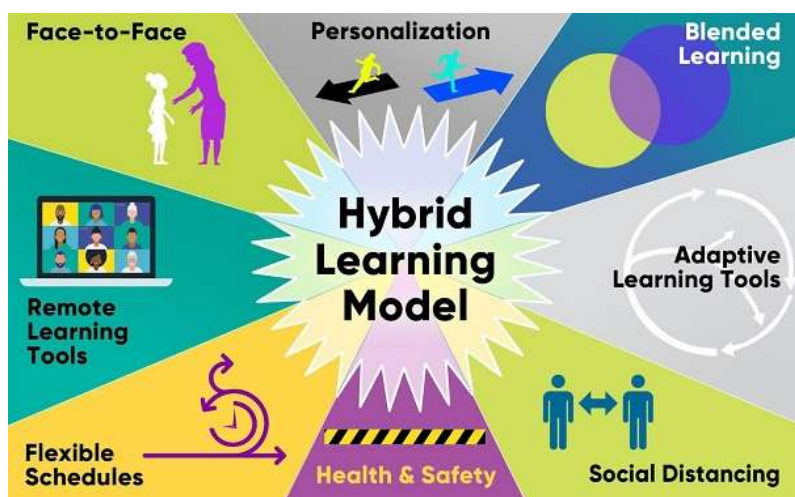 Face-to-Face
Personalization
Blended
Learning
Hybrid
Learning
Model
Adaptive
Learning Tools
Remote
Learning
Tools
Flexible
Schedules
Health & Safety
Social Distancing